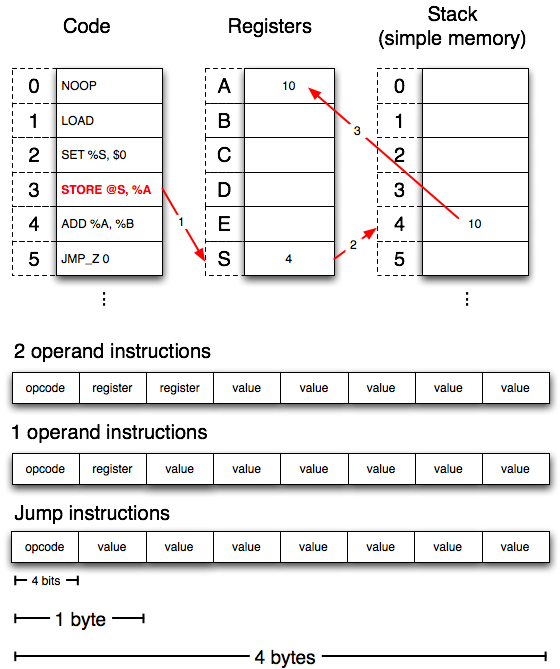 Code
Registers
Stack
(simple memory)
0 NOOP A 10 0
1 LOAD B 1
2 SET %S, $0 C 2
3 STORE @S, %A D 3
4 ADD %A, %B E 4 10
5 JMP_Z 0 S 4 5
1
2
3
⋮ ⋮
2 operand instructions
opcode register register value value value value value
1 operand instructions
opcode register value value value value value value
Jump instructions
opcode value value value value value value value
4 bits
1 byte
4 bytes